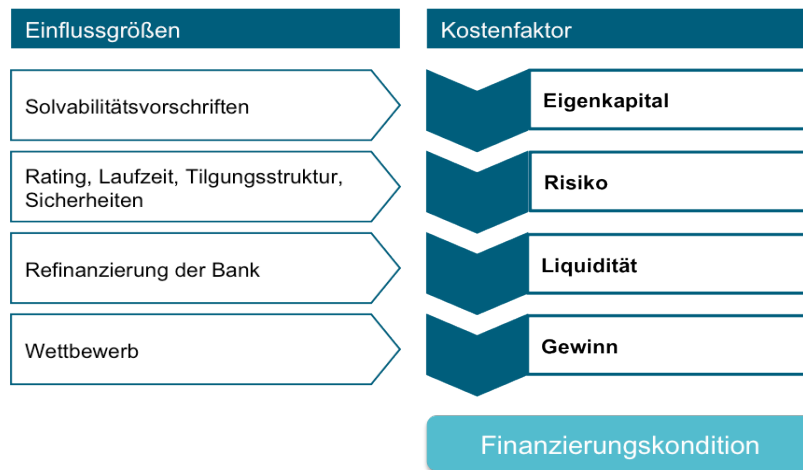 Einflussgrößen
Kostenfaktor
Solvabilitätsvorschriften
Eigenkapital
Rating, Laufzeit, Tilgungsstruktur,
Sicherheiten
Risiko
Refinanzierung der Bank
Liquidität
Wettbewerb
Gewinn
Finanzierungskondition